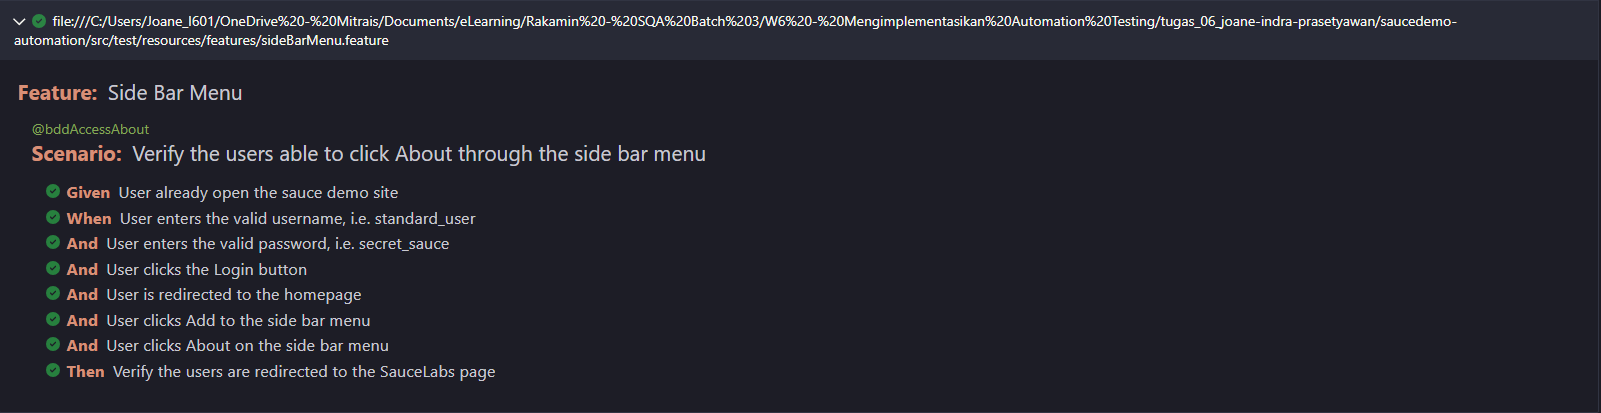 file:///C:/Users/Joane_I601/OneDrive%20-%20Mitrais/Documents/eLearning/Rakamin%20-%20SQA%20Batch%203/W6%20-%20Mengimplementasikan%20Automation%20Testing/tugas_06_joane-indra-prasetyawan/saucedemo-
automation/src/test/resources/features/sideBarMenu.feature
Feature: Side Bar Menu
@bddAccessAbout
Scenario: Verify the users able to click About through the side bar menu
Given User already open the sauce demo site
When User enters the valid username, i.e. standard_user
And User enters the valid password, i.e. secret_sauce
And User clicks the Login button
And User is redirected to the homepage
And User clicks Add to the side bar menu
And User clicks About on the side bar menu
Then Verify the users are redirected to the SauceLabs page